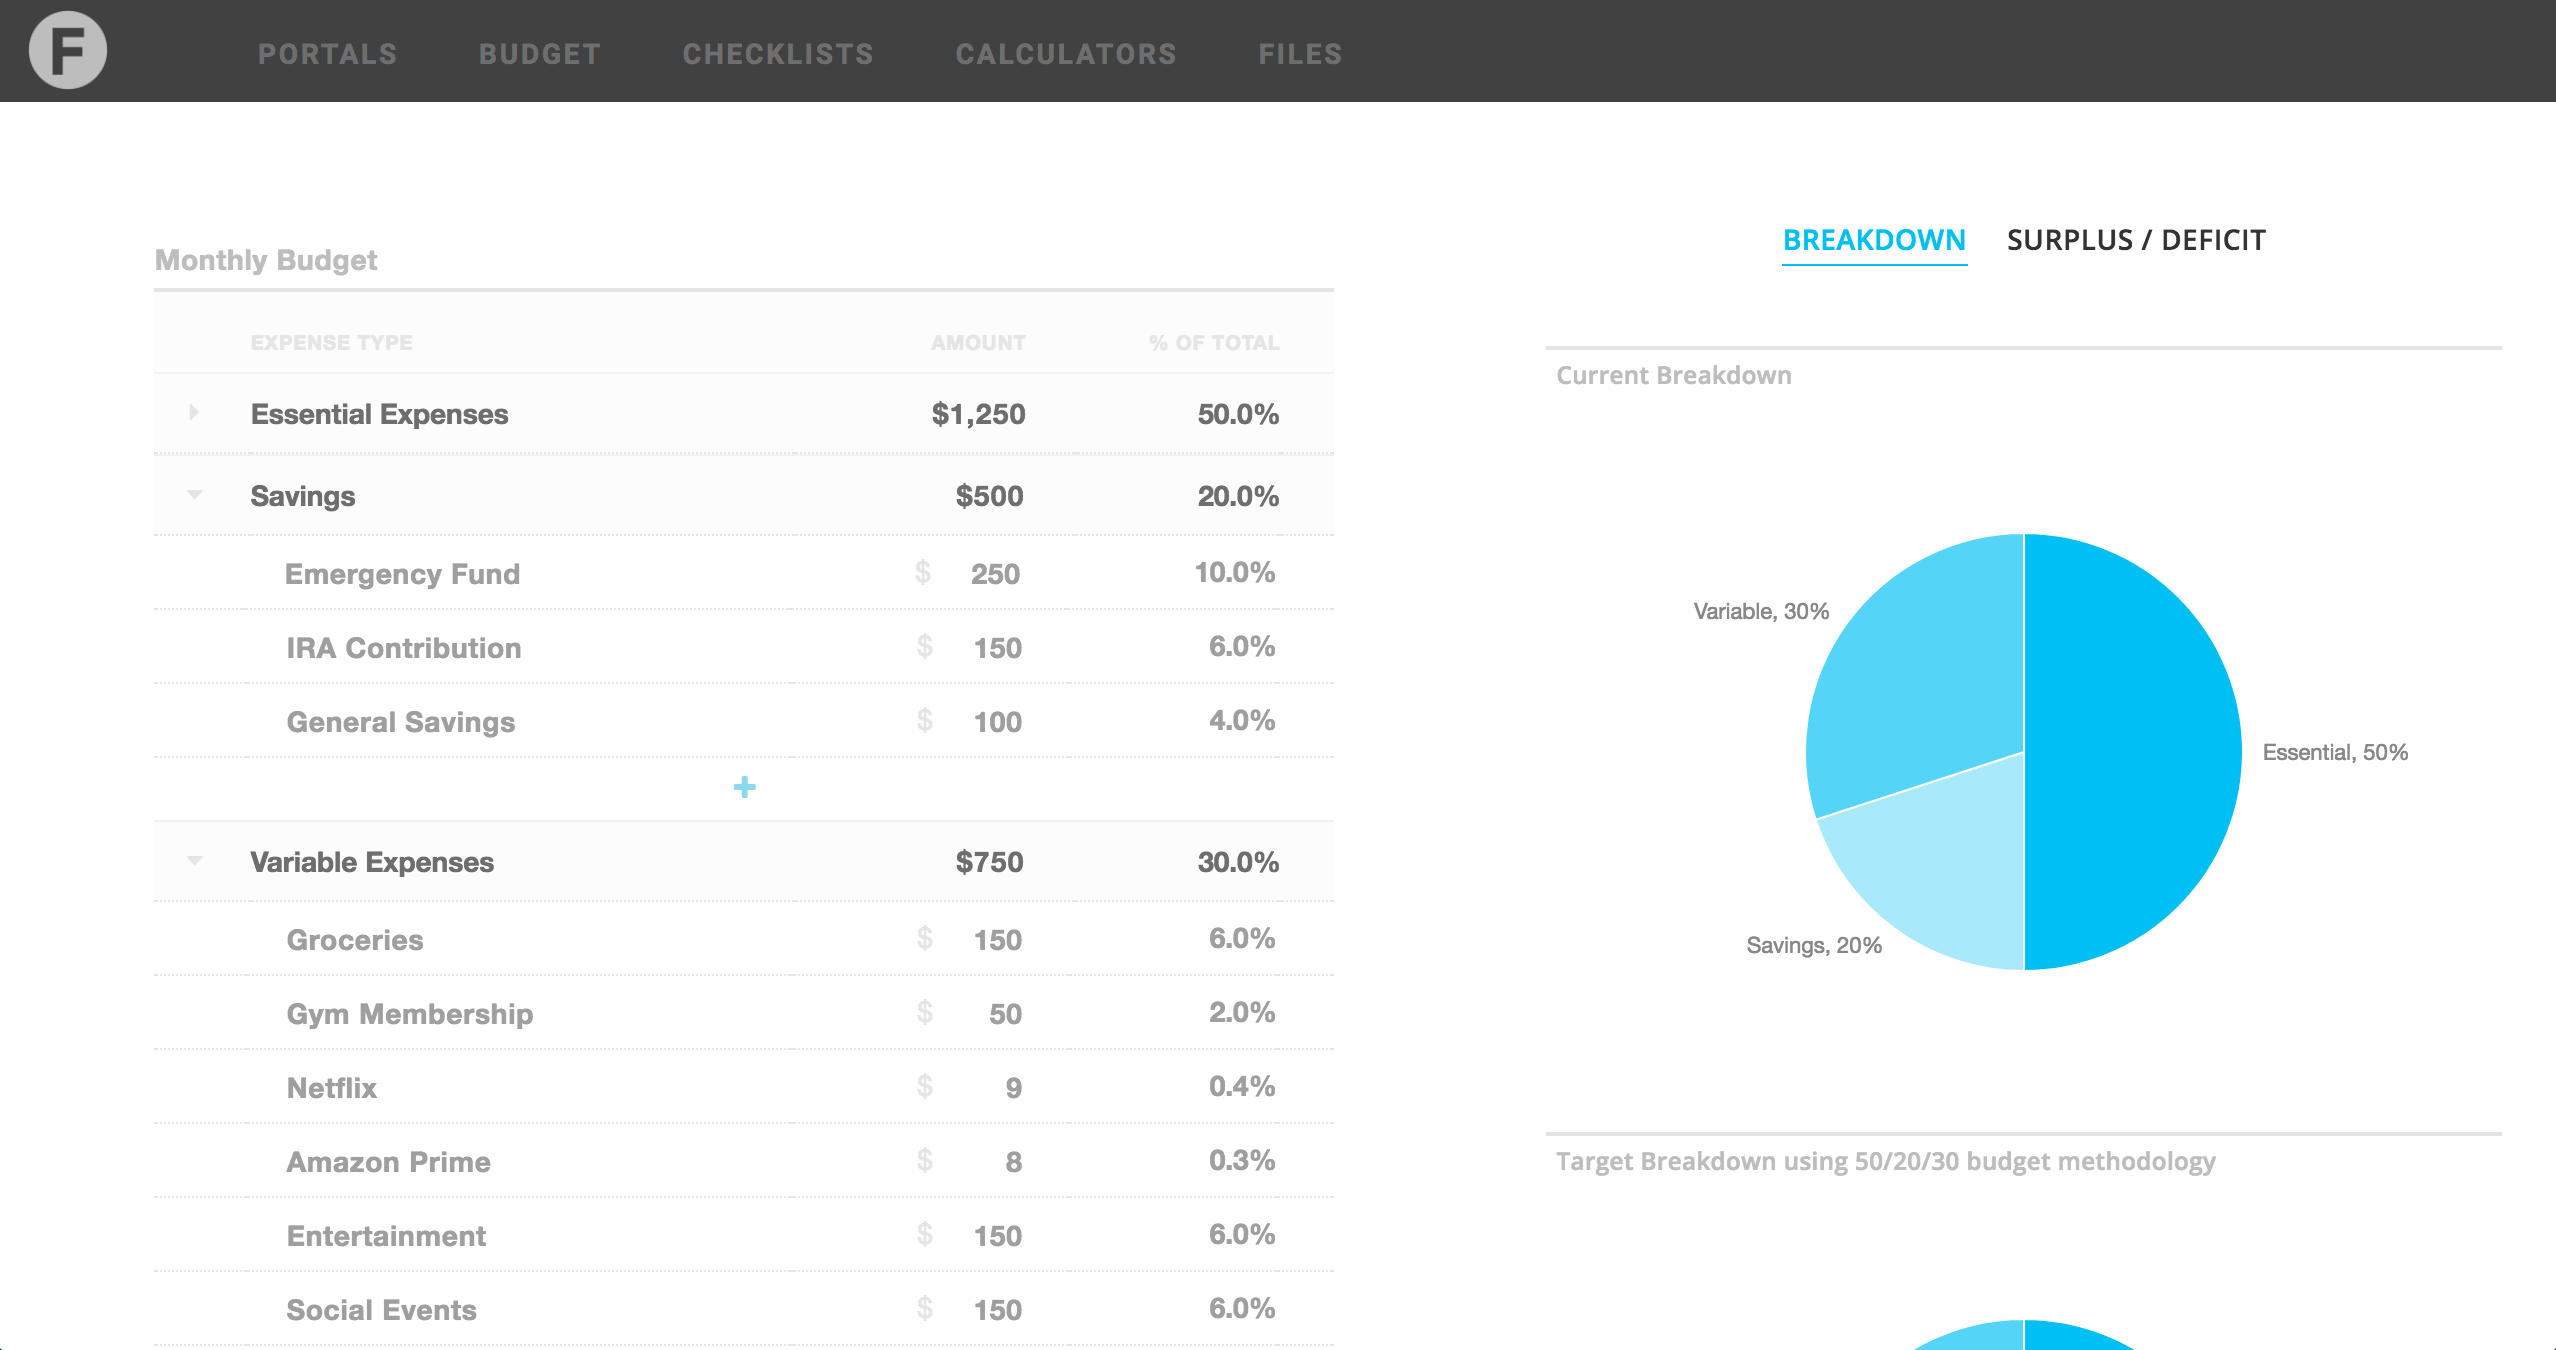 F
PORTALS BUDGET CHECKLISTS CALCULATORS FILES
Monthly Budget
EXPENSE TYPE AMOUNT % OF TOTAL
Essential Expenses $1,250 50.0%
Savings $500 20.0%
Emergency Fund $ 250 10.0%
IRA Contribution $ 150 6.0%
General Savings $ 100 4.0%
+
Variable Expenses $750 30.0%
Groceries $ 150 6.0%
Gym Membership $ 50 2.0%
Netflix $ 9 0.4%
Amazon Prime $ 8 0.3%
Entertainment $ 150 6.0%
Social Events $ 150 6.0%
BREAKDOWN SURPLUS / DEFICIT
Current Breakdown
Variable, 30%
Essential, 50%
Savings, 20%
Target Breakdown using 50/20/30 budget methodology